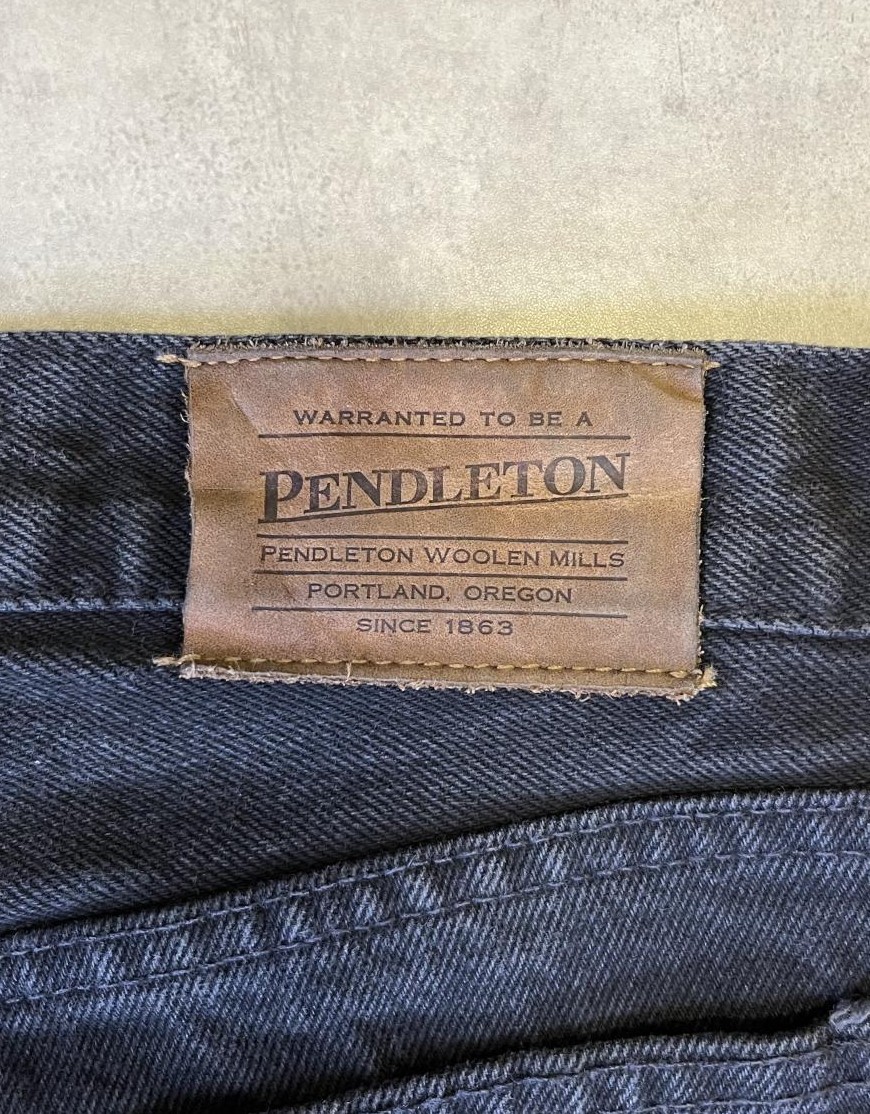 WARRANTED TO BE A
PENDLETON
PENDLETON WOOLEN MILLS
PORTLAND, OREGON
SINCE 1863